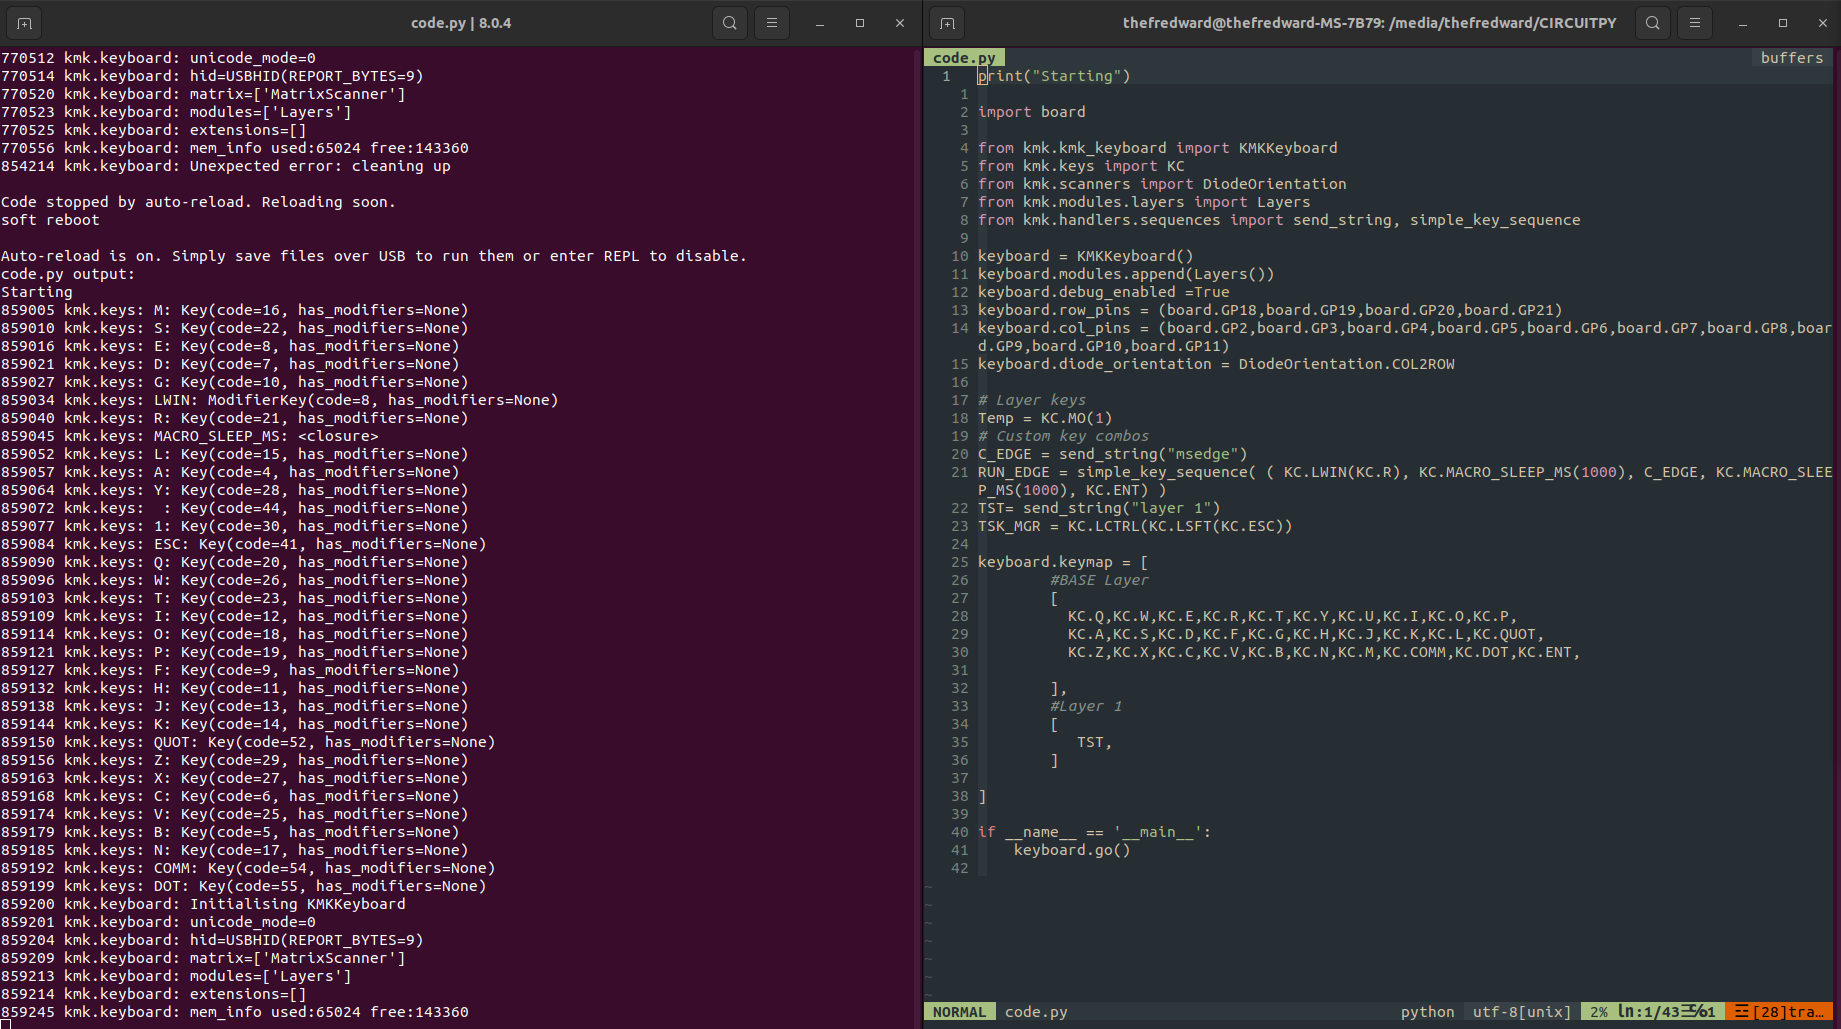 code.py | 8.0.4
770512 kmk.keyboard: unicode_mode=0
770514 kmk.keyboard: hid=USBHID(REPORT_BYTES=9)
770520 kmk.keyboard: matrix=['MatrixScanner']
770523 kmk.keyboard: modules=['Layers']
770525 kmk.keyboard: extensions=[]
770556 kmk.keyboard: mem_info used:65024 free:143360
854214 kmk.keyboard: Unexpected error: cleaning up
Code stopped by auto-reload. Reloading soon.
soft reboot
Auto-reload is on. Simply save files over USB to run them or enter REPL to disable.
code.py output:
Starting
859005 kmk.keys: M: Key(code=16, has_modifiers=None)
859010 kmk.keys: S: Key(code=22, has_modifiers=None)
859016 kmk.keys: E: Key(code=8, has_modifiers=None)
859021 kmk.keys: D: Key(code=7, has_modifiers=None)
859027 kmk.keys: G: Key(code=10, has_modifiers=None)
859034 kmk.keys: LWIN: ModifierKey(code=8, has_modifiers=None)
859040 kmk.keys: R: Key(code=21, has_modifiers=None)
859045 kmk.keys: MACRO_SLEEP_MS: <closure>
859052 kmk.keys: L: Key(code=15, has_modifiers=None)
859057 kmk.keys: A: Key(code=4, has_modifiers=None)
859064 kmk.keys: Y: Key(code=28, has_modifiers=None)
859072 kmk.keys:  : Key(code=44, has_modifiers=None)
859077 kmk.keys: 1: Key(code=30, has_modifiers=None)
859084 kmk.keys: ESC: Key(code=41, has_modifiers=None)
859090 kmk.keys: Q: Key(code=20, has_modifiers=None)
859096 kmk.keys: W: Key(code=26, has_modifiers=None)
859103 kmk.keys: T: Key(code=23, has_modifiers=None)
859109 kmk.keys: I: Key(code=12, has_modifiers=None)
859114 kmk.keys: O: Key(code=18, has_modifiers=None)
859121 kmk.keys: P: Key(code=19, has_modifiers=None)
859127 kmk.keys: F: Key(code=9, has_modifiers=None)
859132 kmk.keys: H: Key(code=11, has_modifiers=None)
859138 kmk.keys: J: Key(code=13, has_modifiers=None)
859144 kmk.keys: K: Key(code=14, has_modifiers=None)
859150 kmk.keys: QUOT: Key(code=52, has_modifiers=None)
859156 kmk.keys: Z: Key(code=29, has_modifiers=None)
859163 kmk.keys: X: Key(code=27, has_modifiers=None)
859168 kmk.keys: C: Key(code=6, has_modifiers=None)
859174 kmk.keys: V: Key(code=25, has_modifiers=None)
859179 kmk.keys: B: Key(code=5, has_modifiers=None)
859185 kmk.keys: N: Key(code=17, has_modifiers=None)
859192 kmk.keys: COMM: Key(code=54, has_modifiers=None)
859199 kmk.keys: DOT: Key(code=55, has_modifiers=None)
859200 kmk.keyboard: Initialising KMKKeyboard
859201 kmk.keyboard: unicode_mode=0
859204 kmk.keyboard: hid=USBHID(REPORT_BYTES=9)
859209 kmk.keyboard: matrix=['MatrixScanner']
859213 kmk.keyboard: modules=['Layers']
859214 kmk.keyboard: extensions=[]
859245 kmk.keyboard: mem_info used:65024 free:143360
thefredward@thefredward-MS-7B79: /media/thefredward/CIRCUITPY
code.py buffers
1 print("Starting")
1
2 import board
3
4 from kmk.kmk_keyboard import KMKKeyboard
5 from kmk.keys import KC
6 from kmk.scanners import DiodeOrientation
7 from kmk.modules.layers import Layers
8 from kmk.handlers.sequences import send_string, simple_key_sequence
9
10 keyboard = KMKKeyboard()
11 keyboard.modules.append(Layers())
12 keyboard.debug_enabled =True
13 keyboard.row_pins = (board.GP18,board.GP19,board.GP20,board.GP21)
14 keyboard.col_pins = (board.GP2,board.GP3,board.GP4,board.GP5,board.GP6,board.GP7,board.GP8,boar
d.GP9,board.GP10,board.GP11)
15 keyboard.diode_orientation = DiodeOrientation.COL2ROW
16
17 # Layer keys
18 Temp = KC.MO(1)
19 # Custom key combos
20 C_EDGE = send_string("msedge")
21 RUN_EDGE = simple_key_sequence( ( KC.LWIN(KC.R), KC.MACRO_SLEEP_MS(1000), C_EDGE, KC.MACRO_SLEE
P_MS(1000), KC.ENT) )
22 TST= send_string("layer 1")
23 TSK_MGR = KC.LCTRL(KC.LSFT(KC.ESC))
24
25 keyboard.keymap = [
26 #BASE Layer
27 [
28 KC.Q,KC.W,KC.E,KC.R,KC.T,KC.Y,KC.U,KC.I,KC.O,KC.P,
29 KC.A,KC.S,KC.D,KC.F,KC.G,KC.H,KC.J,KC.K,KC.L,KC.QUOT,
30 KC.Z,KC.X,KC.C,KC.V,KC.B,KC.N,KC.M,KC.COMM,KC.DOT,KC.ENT,
31
32 ],
33 #Layer 1
34 [
35 TST,
36 ]
37
38 ]
39
40 if __name__ == '__main__':
41 keyboard.go()
42
~
~
~
~
~
~
~
NORMAL code.py python utf-8[unix] 2% ln:1/43 ☰ ℅1 ☲ [28]tra…